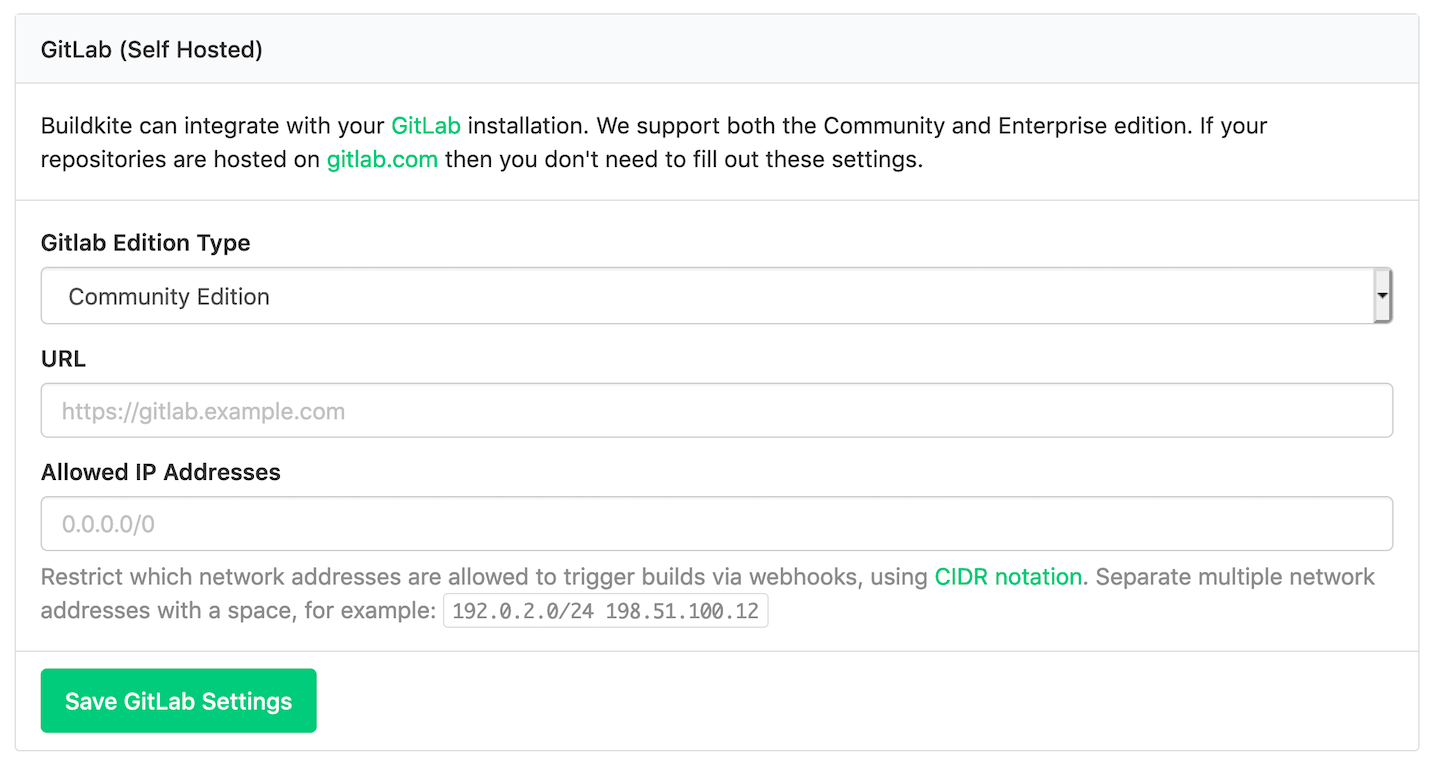 GitLab (Self Hosted)
Buildkite can integrate with your GitLab installation. We support both the Community and Enterprise edition. If your
repositories are hosted on gitlab.com then you don't need to fill out these settings.
Gitlab Edition Type
Community Edition
URL
https://gitlab.example.com
Allowed IP Addresses
0.0.0.0/0
Restrict which network addresses are allowed to trigger builds via webhooks, using CIDR notation. Separate multiple network
addresses with a space, for example: 192.0.2.0/24 198.51.100.12
Save GitLab Settings